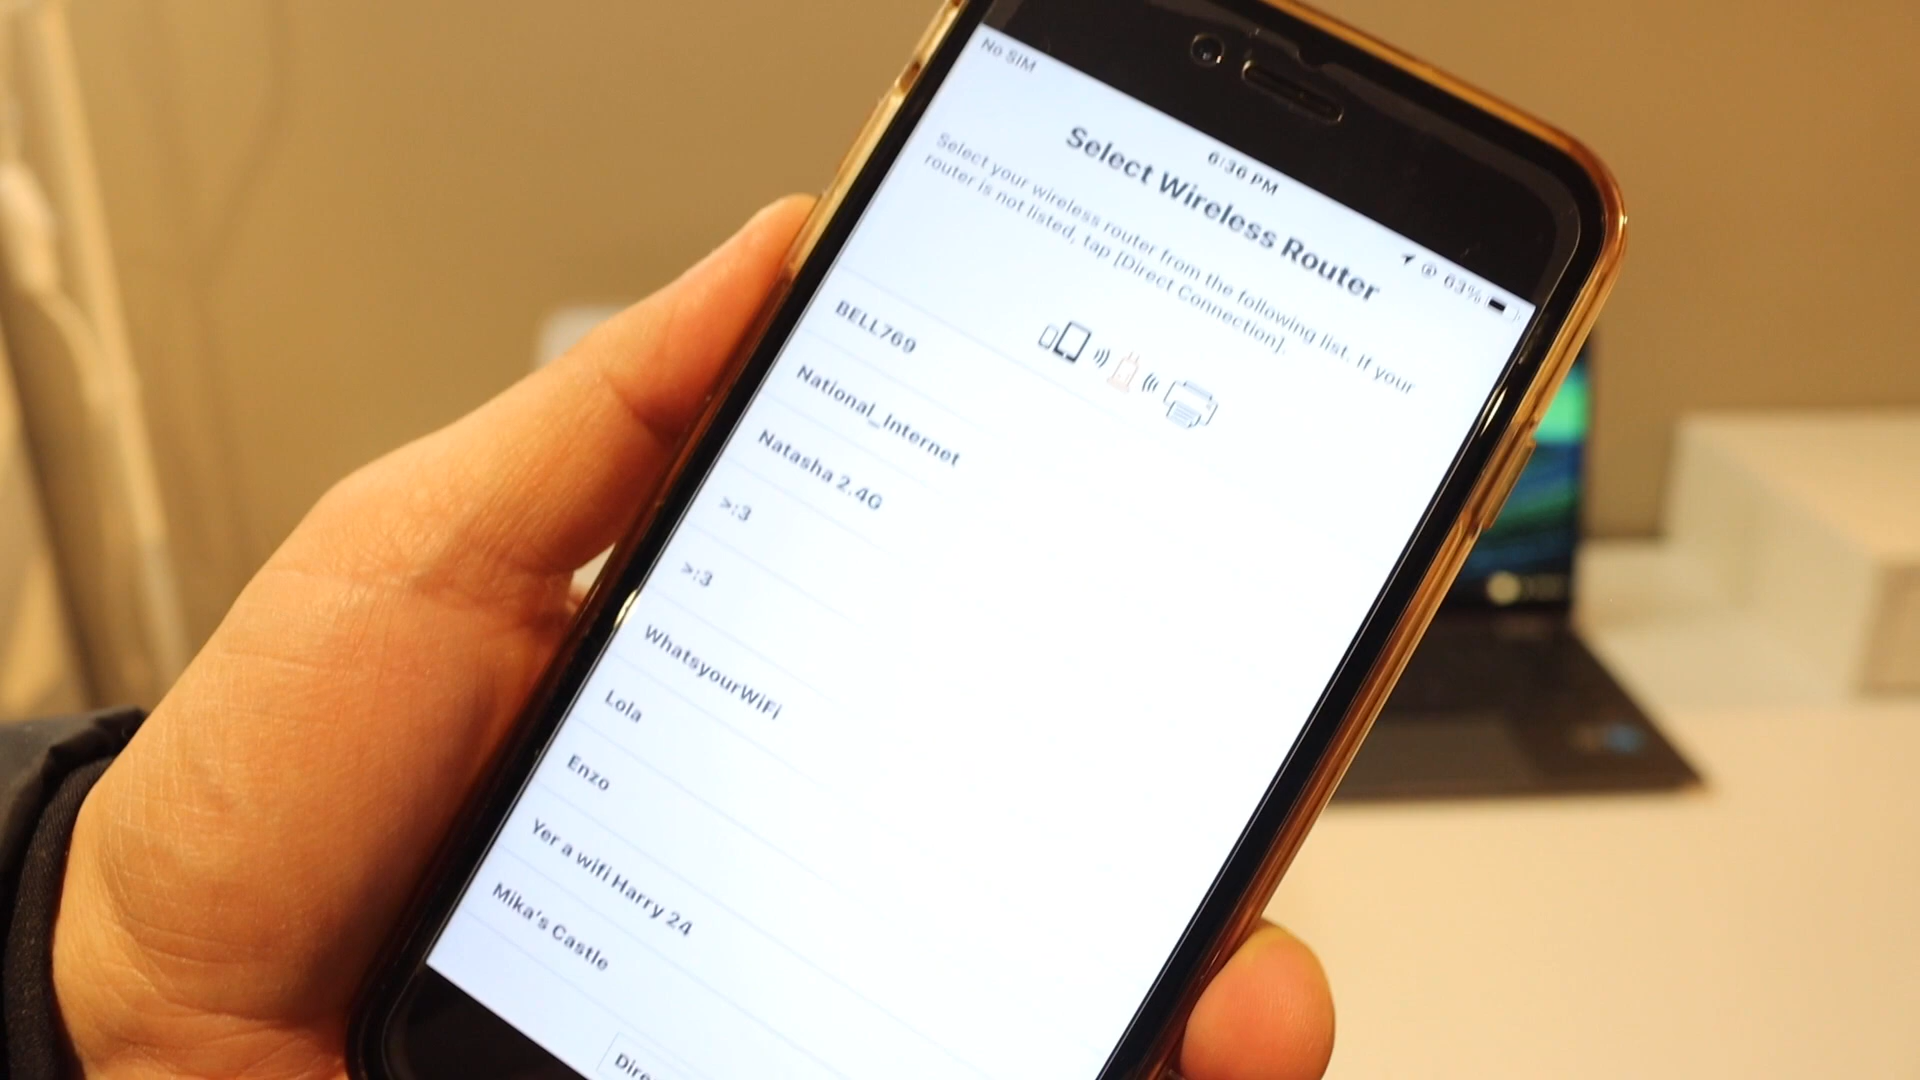 No SIM
6:36 PM
63%
Select Wireless Router
Select your wireless router from the following list. If your
router is not listed, tap [Direct Connection].
BELL769
National_Internet
Natasha 2.4G
>:3
>:3
WhatsyourWiFi
Lola
Enzo
Yer a wifi Harry 24
Mika's Castle
Dire